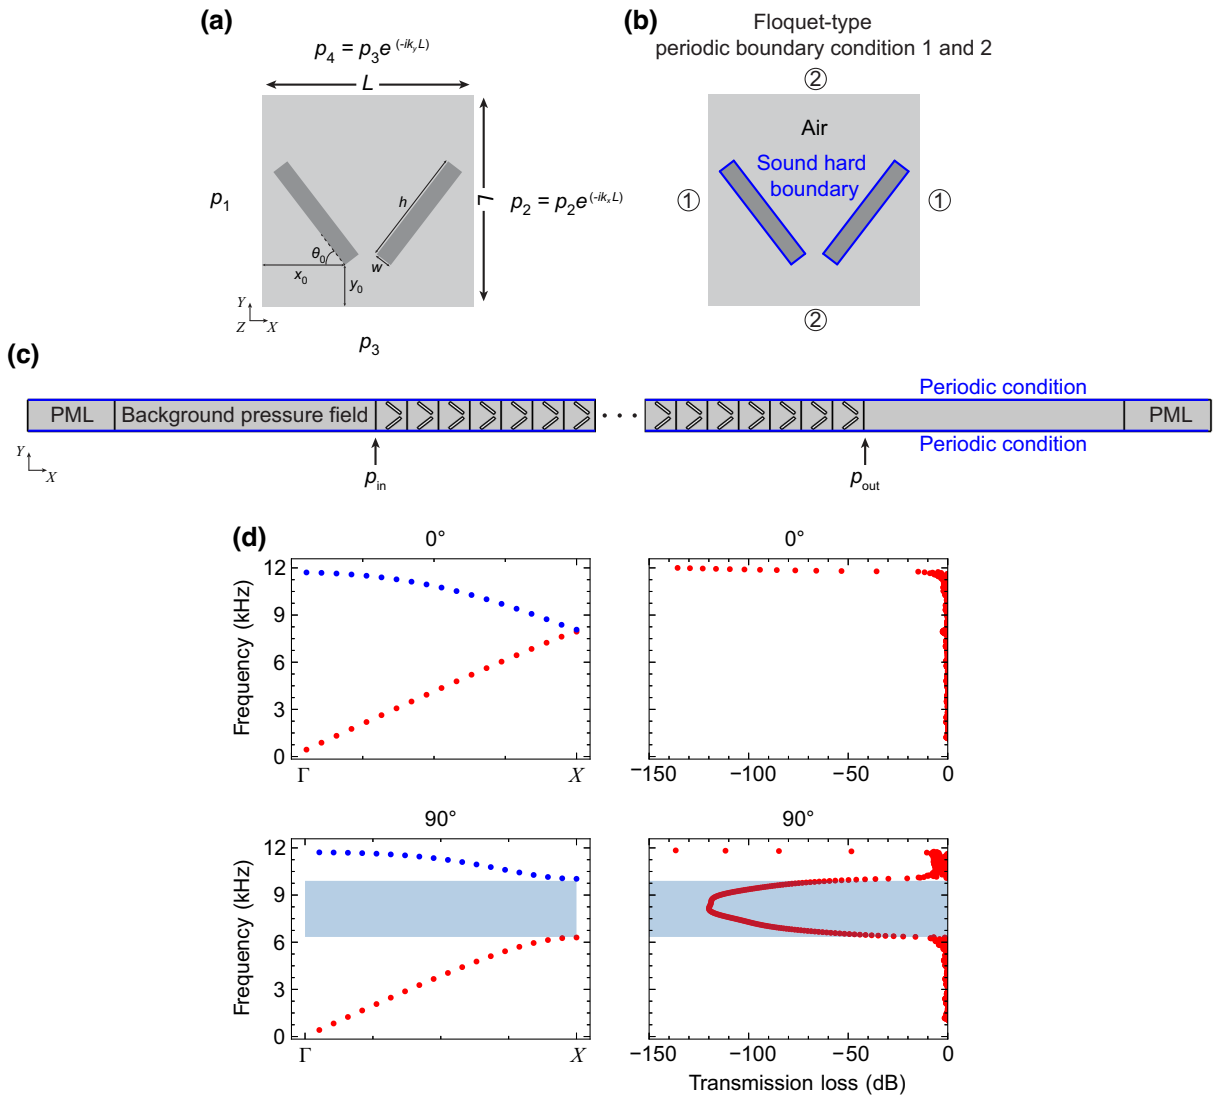 (a)
p4 = p3e(-ikyL)
L
p1
h
L
p2 = p2e(-ikxL)
θ0
w
x0
y0
Y
Z X
p3
(b)
Floquet-type
periodic boundary condition 1 and 2
②
Air
Sound hard
boundary
① ①
②
(c)
Periodic condition
PML Background pressure field PML
Periodic condition
Y
X
pin
pout
(d)
0° 0°
Frequency (kHz)
12
9
6
3
0
Γ X
−150 −100 −50 0
90° 90°
Frequency (kHz)
12
9
6
3
0
Γ X
−150 −100 −50 0
Transmission loss (dB)